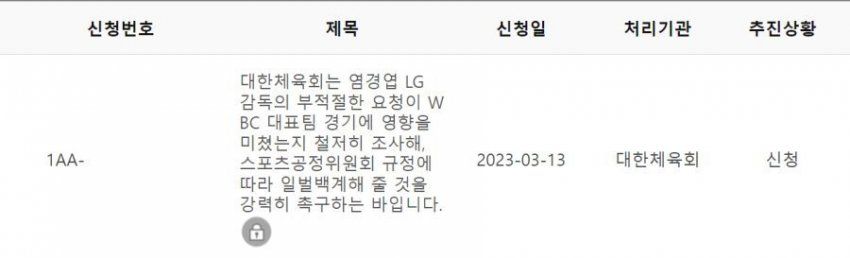 신청번호 제목 신청일 처리기관 추진상황
대한체육회는 염경엽 LG
감독의 부적절한 요청이 W
BC 대표팀 경기에 영향을
미쳤는지 철저히 조사해,
1AA- 스포츠공정위원회 규정에 2023-03-13 대한체육회 신청
따라 일벌백계해 줄 것을
강력히 촉구하는 바입니다.